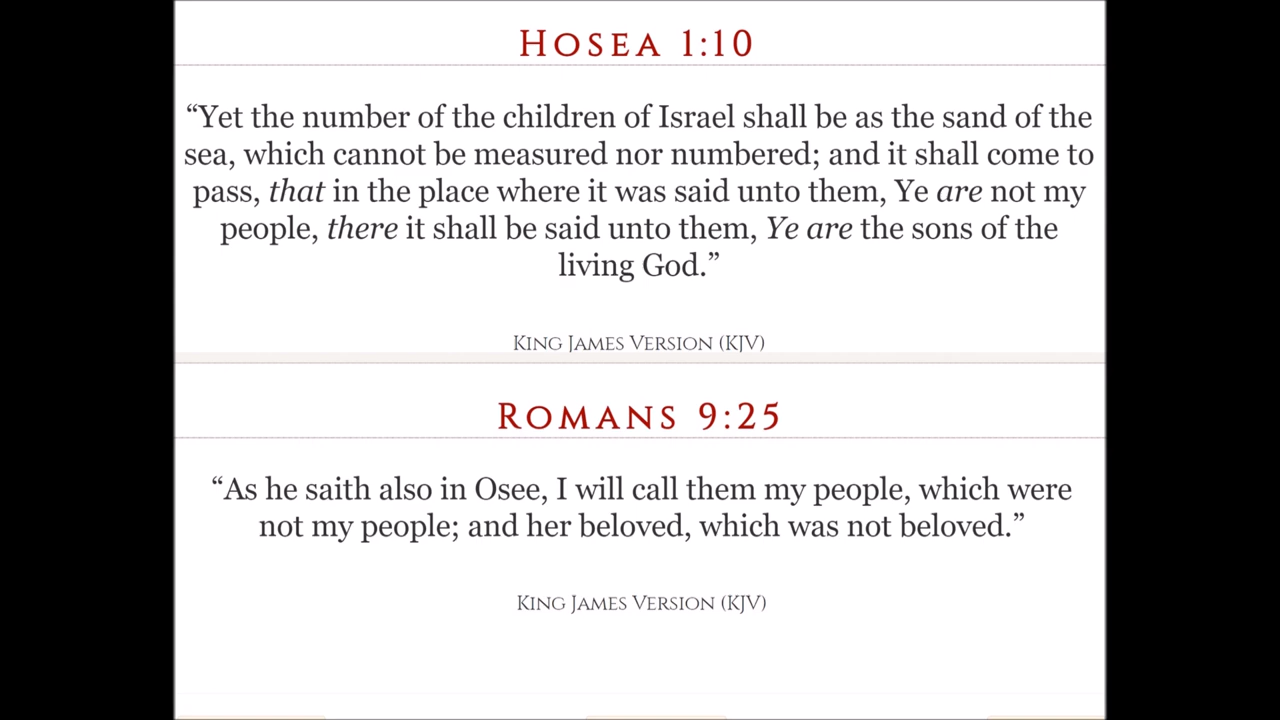 Hosea 1:10
“Yet the number of the children of Israel shall be as the sand of the
sea, which cannot be measured nor numbered; and it shall come to
pass, that in the place where it was said unto them, Ye are not my
people, there it shall be said unto them, Ye are the sons of the
living God.”
King James Version (KJV)
Romans 9:25
“As he saith also in Osee, I will call them my people, which were
not my people; and her beloved, which was not beloved.”
King James Version (KJV)